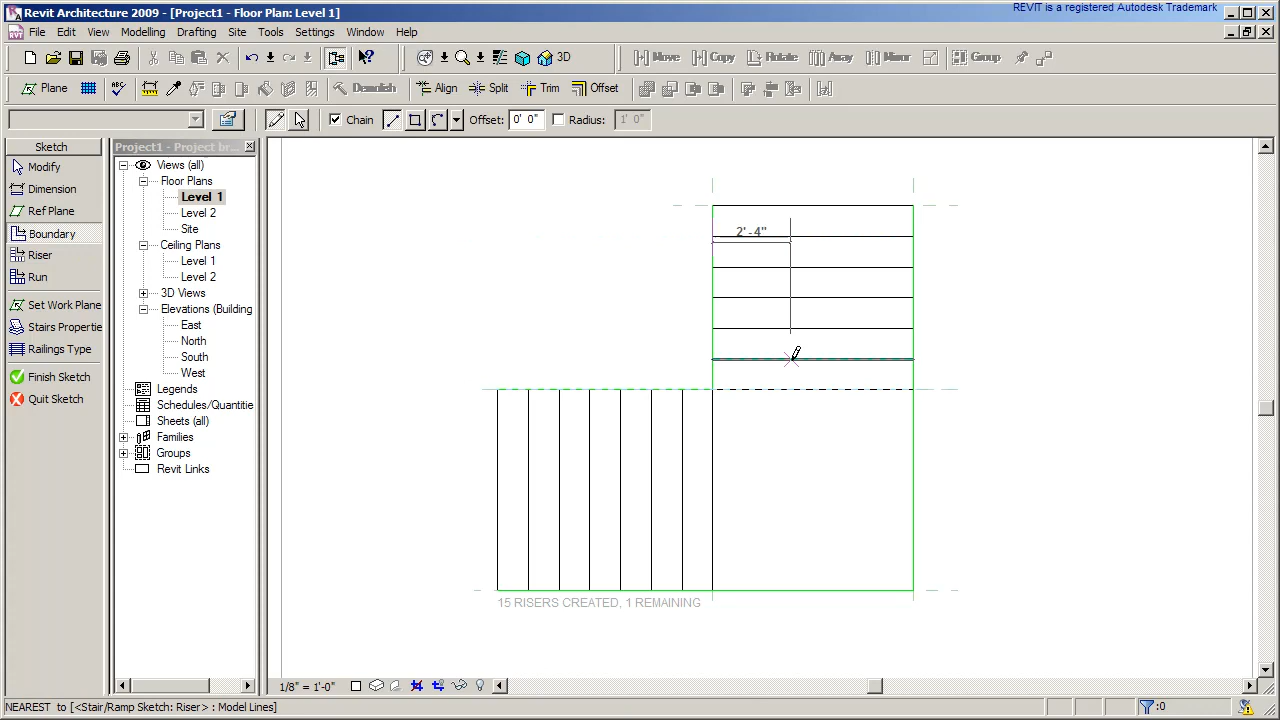 Revit Architecture 2009 - [Project1 - Floor Plan: Level 1]
REVIT is a registered Autodesk Trademark
File Edit View Modelling Drafting Site Tools Settings Window Help
3D Move Copy Rotate Array Mirror Group
Plane Demolish Align Split Trim Offset
Chain Offset: 0' 0" Radius: 1' 0"
Sketch
Modify
Dimension
Ref Plane
Boundary
Riser
Run
Set Work Plane
Stairs Propertie
Railings Type
Finish Sketch
Quit Sketch
Project1 - Project br...
Views (all)
Floor Plans
Level 1
Level 2
Site
Ceiling Plans
Level 1
Level 2
3D Views
Elevations (Building
East
North
South
West
Legends
Schedules/Quantitie
Sheets (all)
Families
Groups
Revit Links
2' - 4"
15 RISERS CREATED, 1 REMAINING
1/8" = 1'-0"
NEAREST to [<Stair/Ramp Sketch: Riser> : Model Lines]
:0